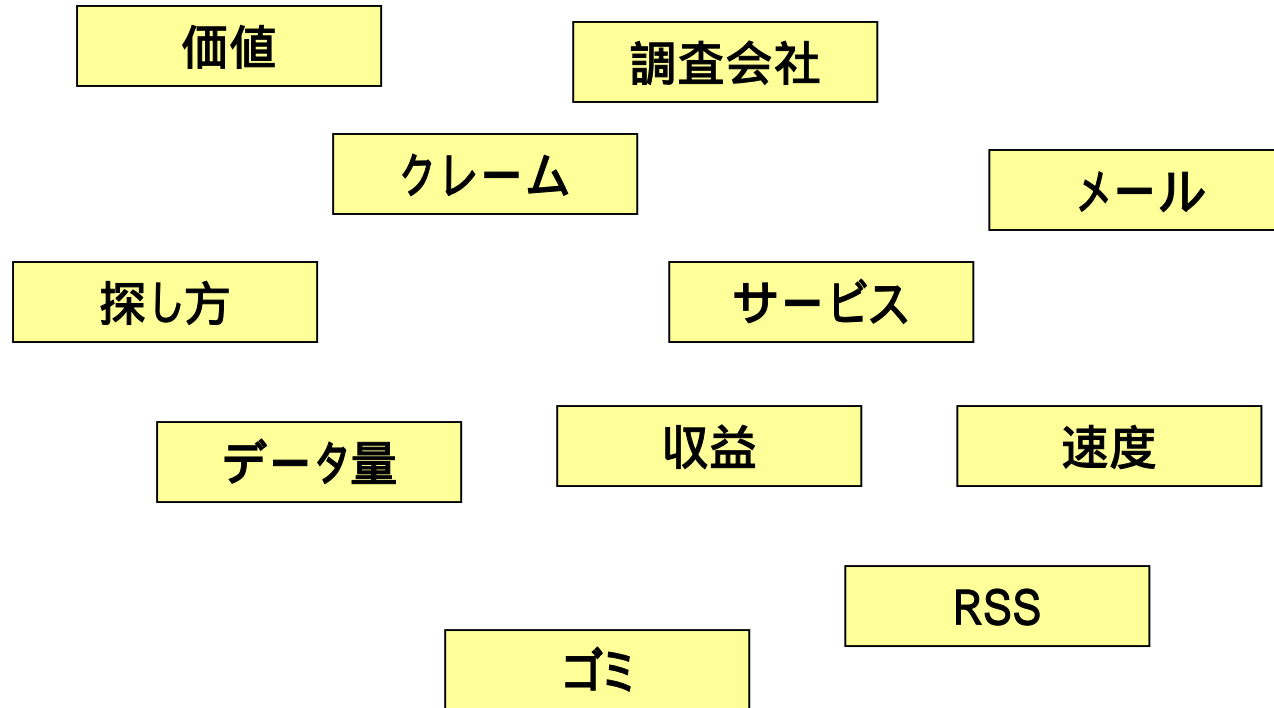 価値
調査会社
クレーム
メール
探し方
サービス
データ量
収益
速度
RSS
ゴミ